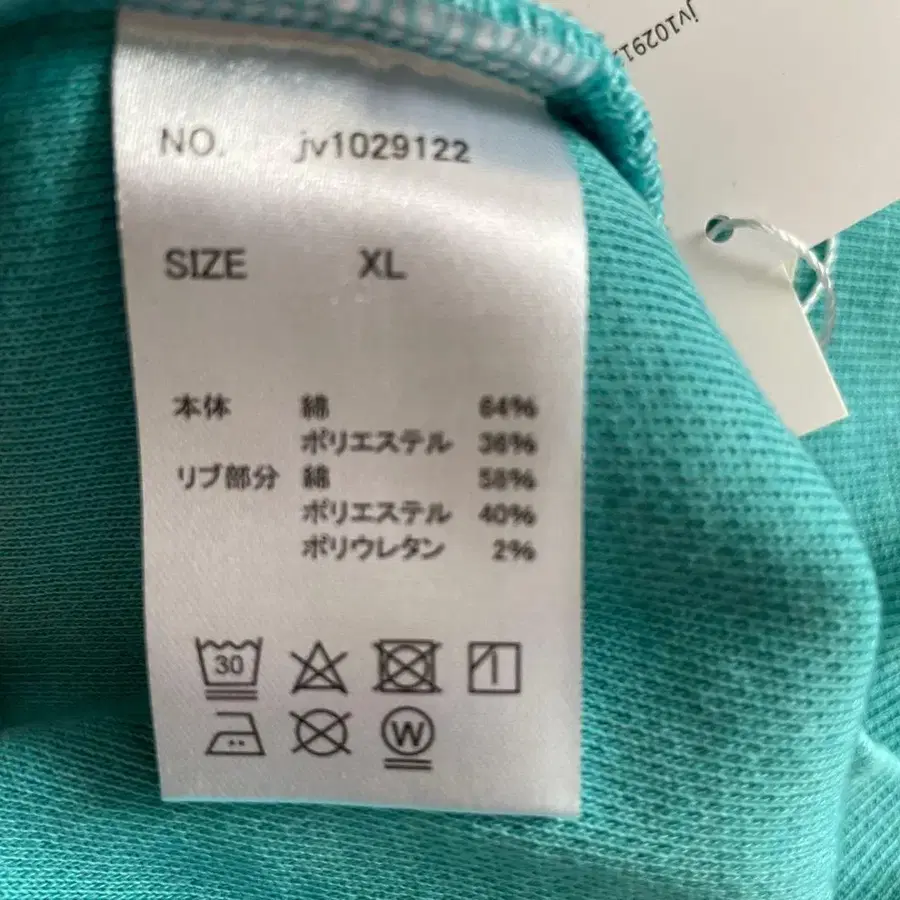 jv102912
NO. jv1029122
SIZE XL
本体 綿 64%
ポリエステル 36%
リブ部分 綿 58%
ポリエステル 40%
ポリウレタン 2%
30
W